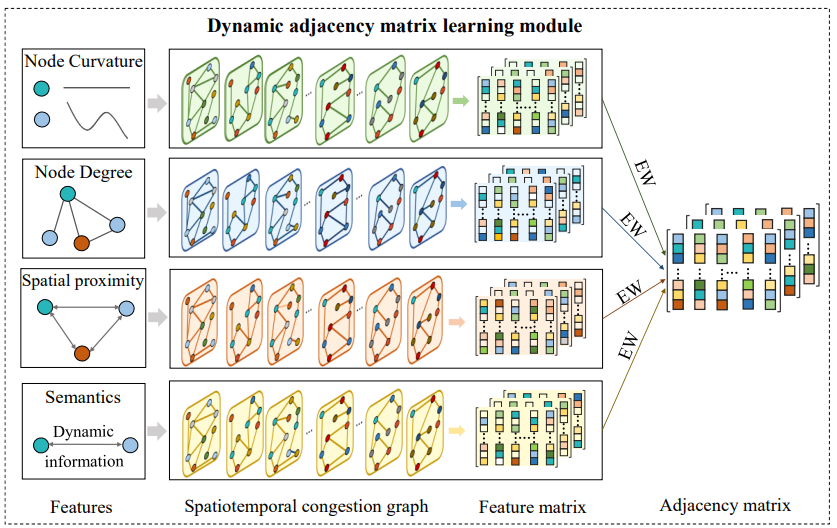 Dynamic adjacency matrix learning module
Node Curvature
Node Degree
Spatial proximity
Semantics
Dynamic
information
EW
EW
EW
EW
Features
Spatiotemporal congestion graph
Feature matrix
Adjacency matrix